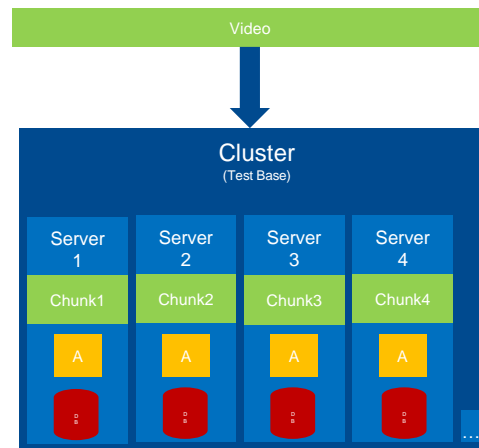 Video
Cluster
(Test Base)
Server
1
Server
2
Server
3
Server
4
Chunk1
Chunk2
Chunk3
Chunk4
A
A
A
A
D
B
D
B
D
B
D
B
...